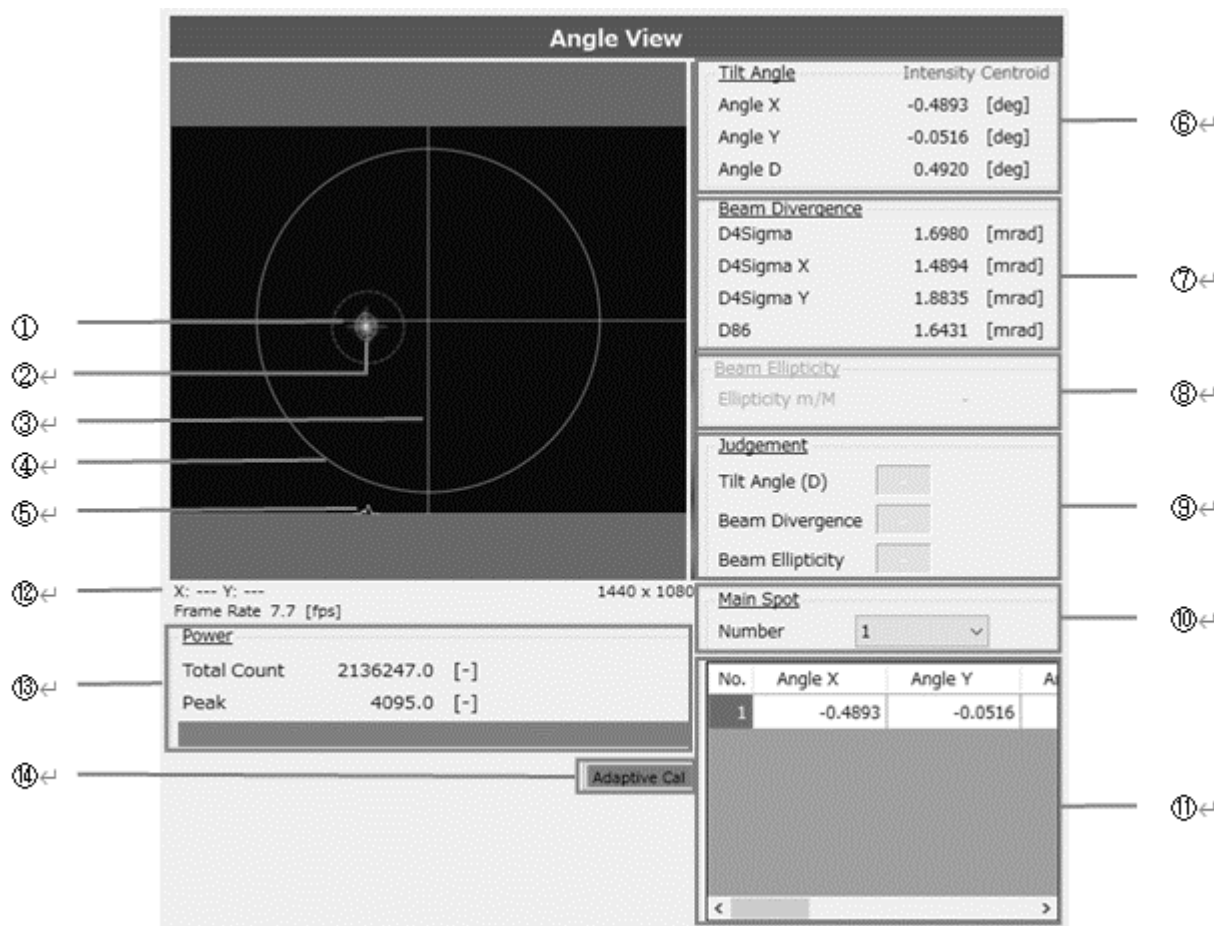 Angle View
Tilt Angle Intensity Centroid
Angle X -0.4893 [deg]
Angle Y -0.0516 [deg]
Angle D 0.4920 [deg]
⑥↵
Beam Divergence
D4Sigma 1.6980 [mrad]
D4Sigma X 1.4894 [mrad]
D4Sigma Y 1.8835 [mrad]
D86 1.6431 [mrad]
⑦↵
Beam Ellipticity
Ellipticity m/M -
⑧↵
Judgement
Tilt Angle (D) -
Beam Divergence -
Beam Ellipticity -
⑨↵
Main Spot
Number 1
⑩↵
No. Angle X Angle Y
1 -0.4893 -0.0516
< >
⑪↵
①
②↵
③↵
④↵
⑤↵
⑫↵
X: --- Y: --- 1440 x 1080
Frame Rate 7.7 [fps]
Power
Total Count 2136247.0 [-]
Peak 4095.0 [-]
⑬↵
Adaptive Cal
⑭↵